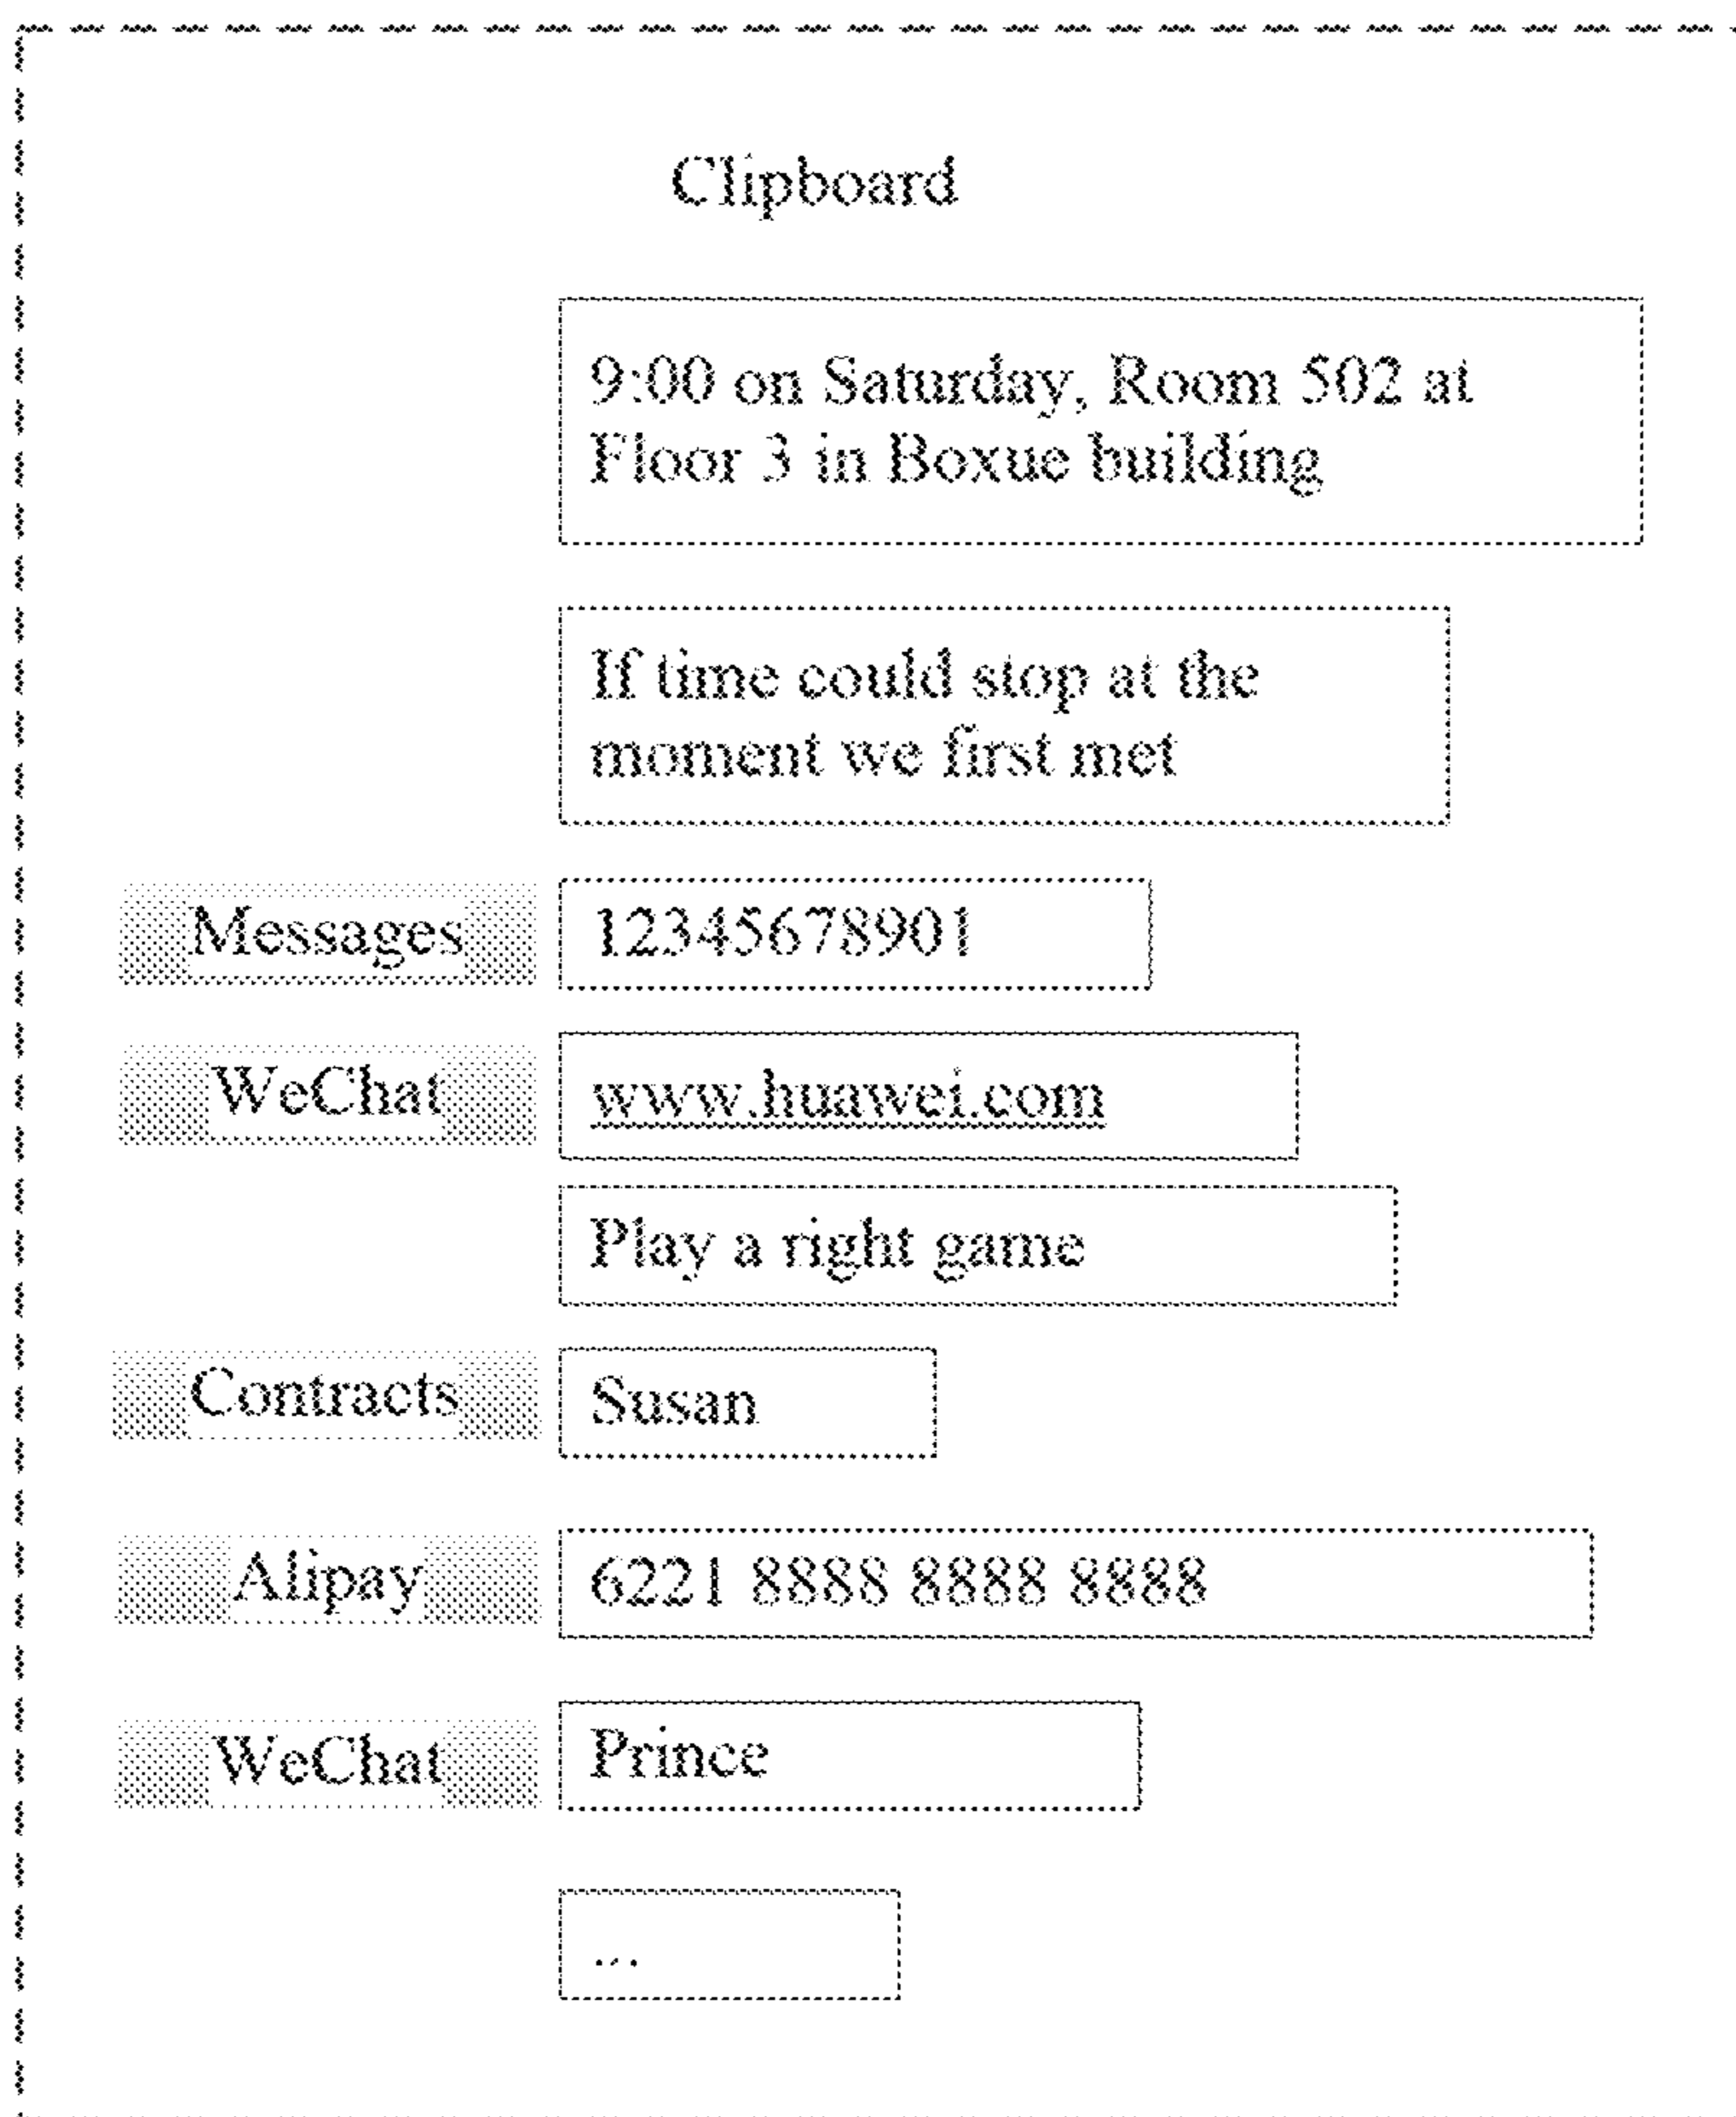 Clipboard
9:00 on Saturday, Room 502 at
Floor 3 in Boxue building
If time could stop at the
moment we first met
Messages 12345678901
WeChat www.huawei.com
Play a right game
Contracts Susan
Alipay 6221 8888 8888 8888
WeChat Prince
...